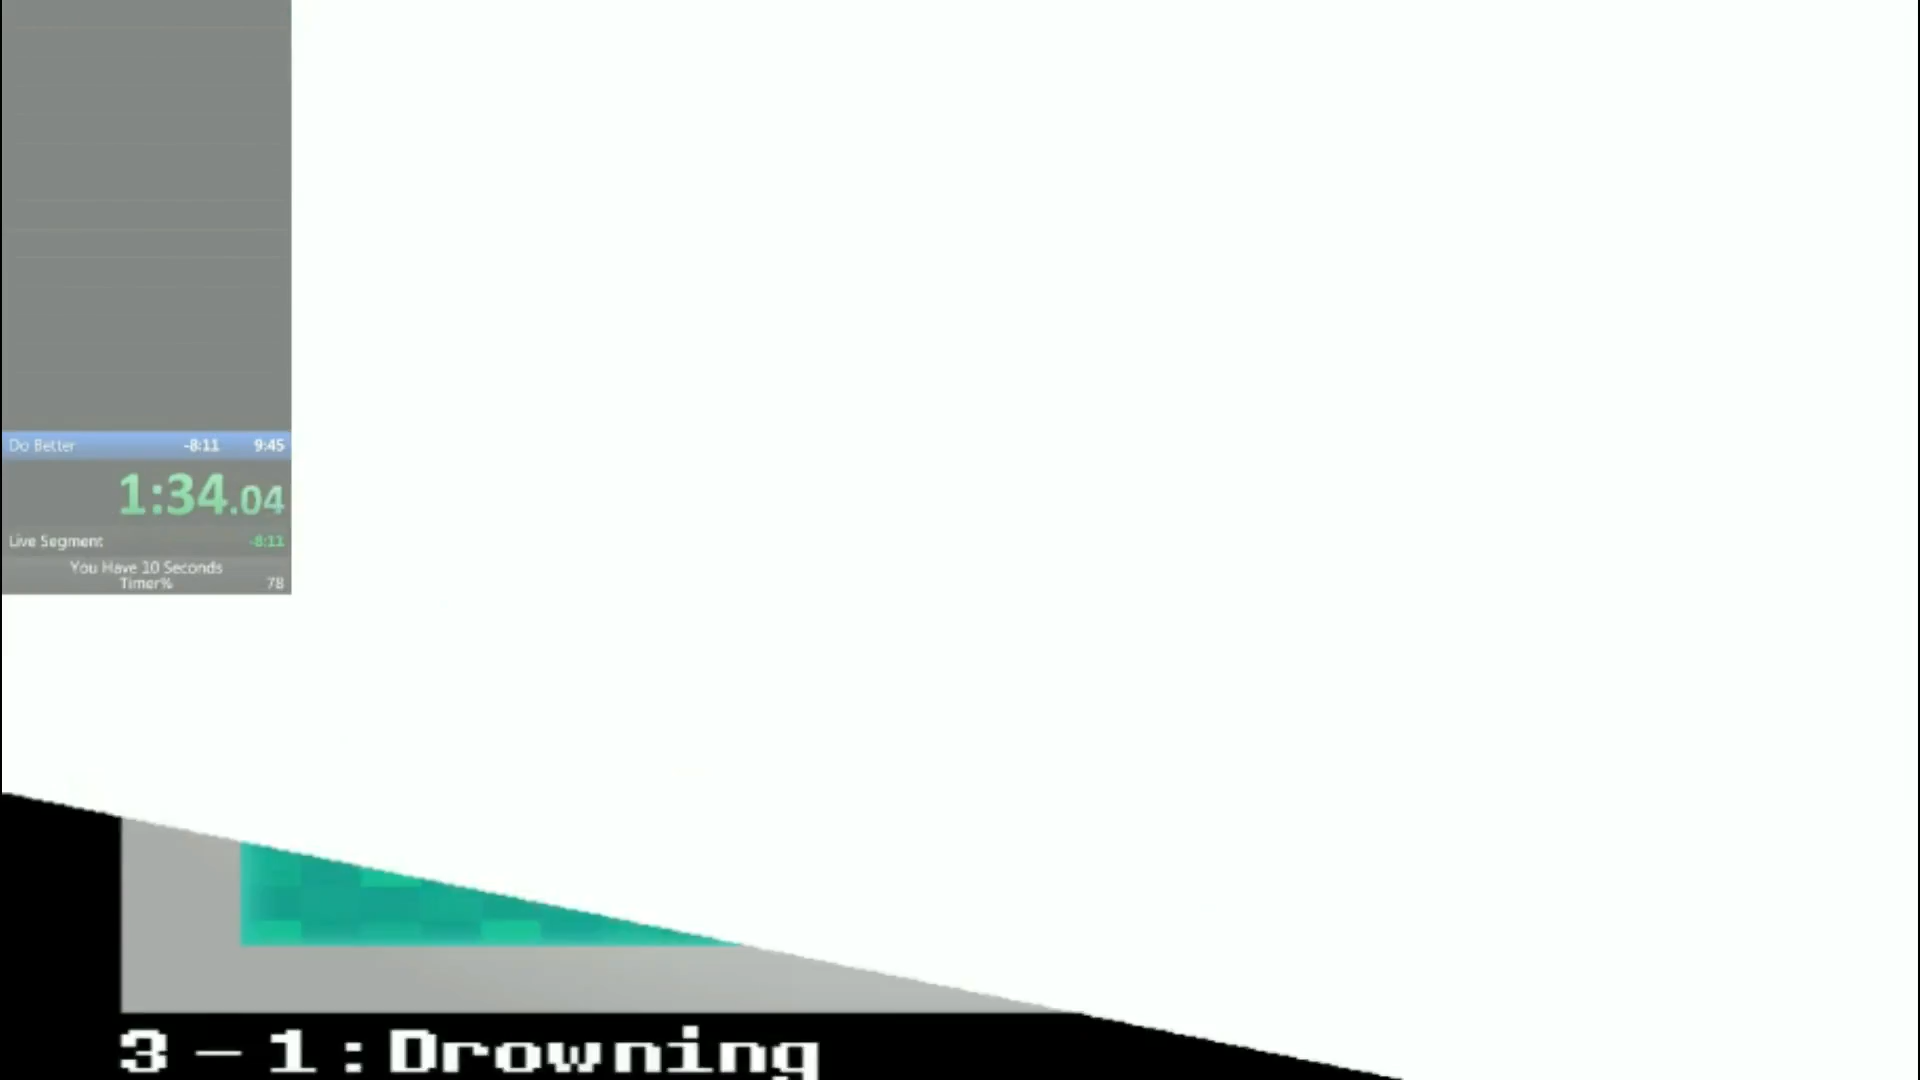 Do Better -8:11 9:45
1:34.04
Live Segment -8:11
You Have 10 Seconds
Timer% 78
3-1:Drowning